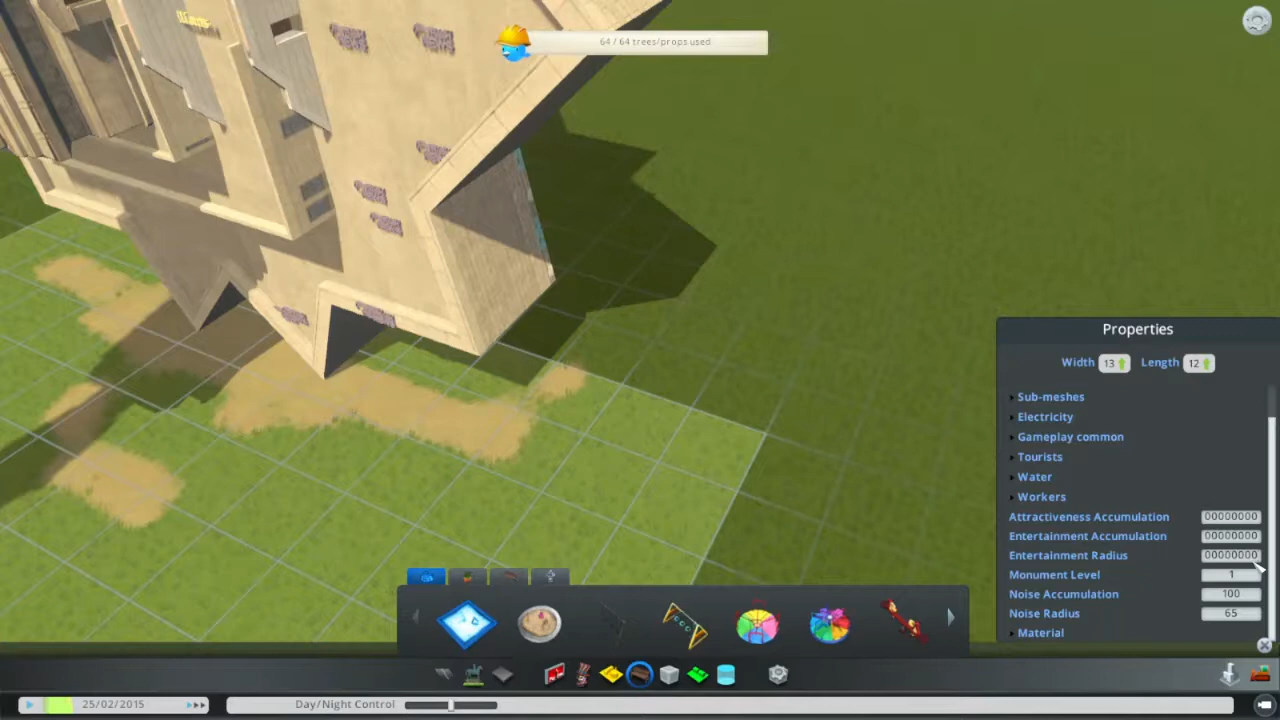 64 / 64 trees/props used
Properties
Width 13 Length 12
Sub-meshes
Electricity
Gameplay common
Tourists
Water
Workers
Attractiveness Accumulation 00000000
Entertainment Accumulation 00000000
Entertainment Radius 00000000
Monument Level 1
Noise Accumulation 100
Noise Radius 65
Material
25/02/2015 Day/Night Control